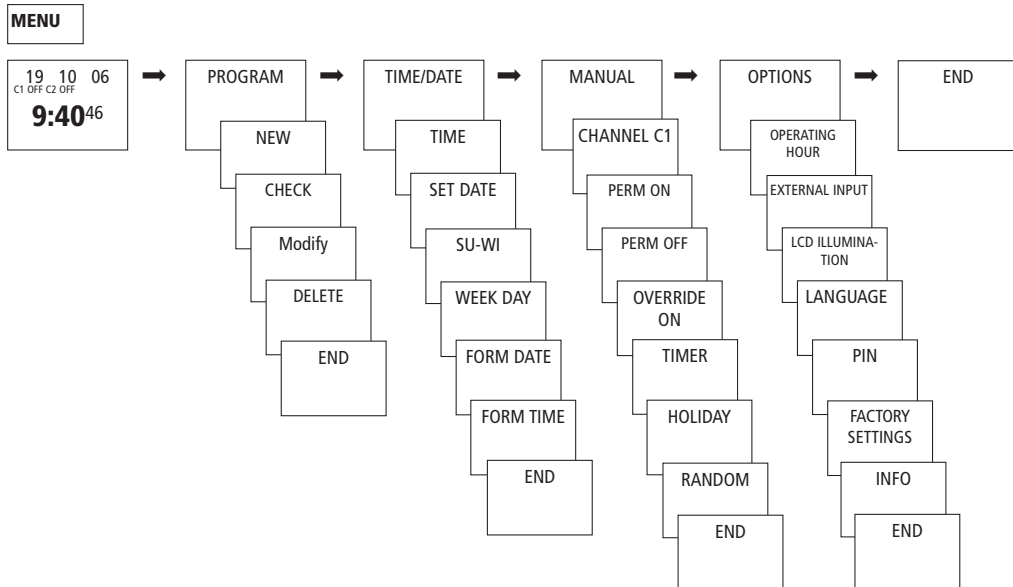 MENU
19 10 06
C1 OFF C2 OFF
9:40 46
PROGRAM
NEW
CHECK
Modify
DELETE
END
TIME/DATE
TIME
SET DATE
SU-WI
WEEK DAY
FORM DATE
FORM TIME
END
MANUAL
CHANNEL C1
PERM ON
PERM OFF
OVERRIDE
ON
TIMER
HOLIDAY
RANDOM
END
OPTIONS
OPERATING
HOUR
EXTERNAL INPUT
LCD ILLUMINA-
TION
LANGUAGE
PIN
FACTORY
SETTINGS
INFO
END
END